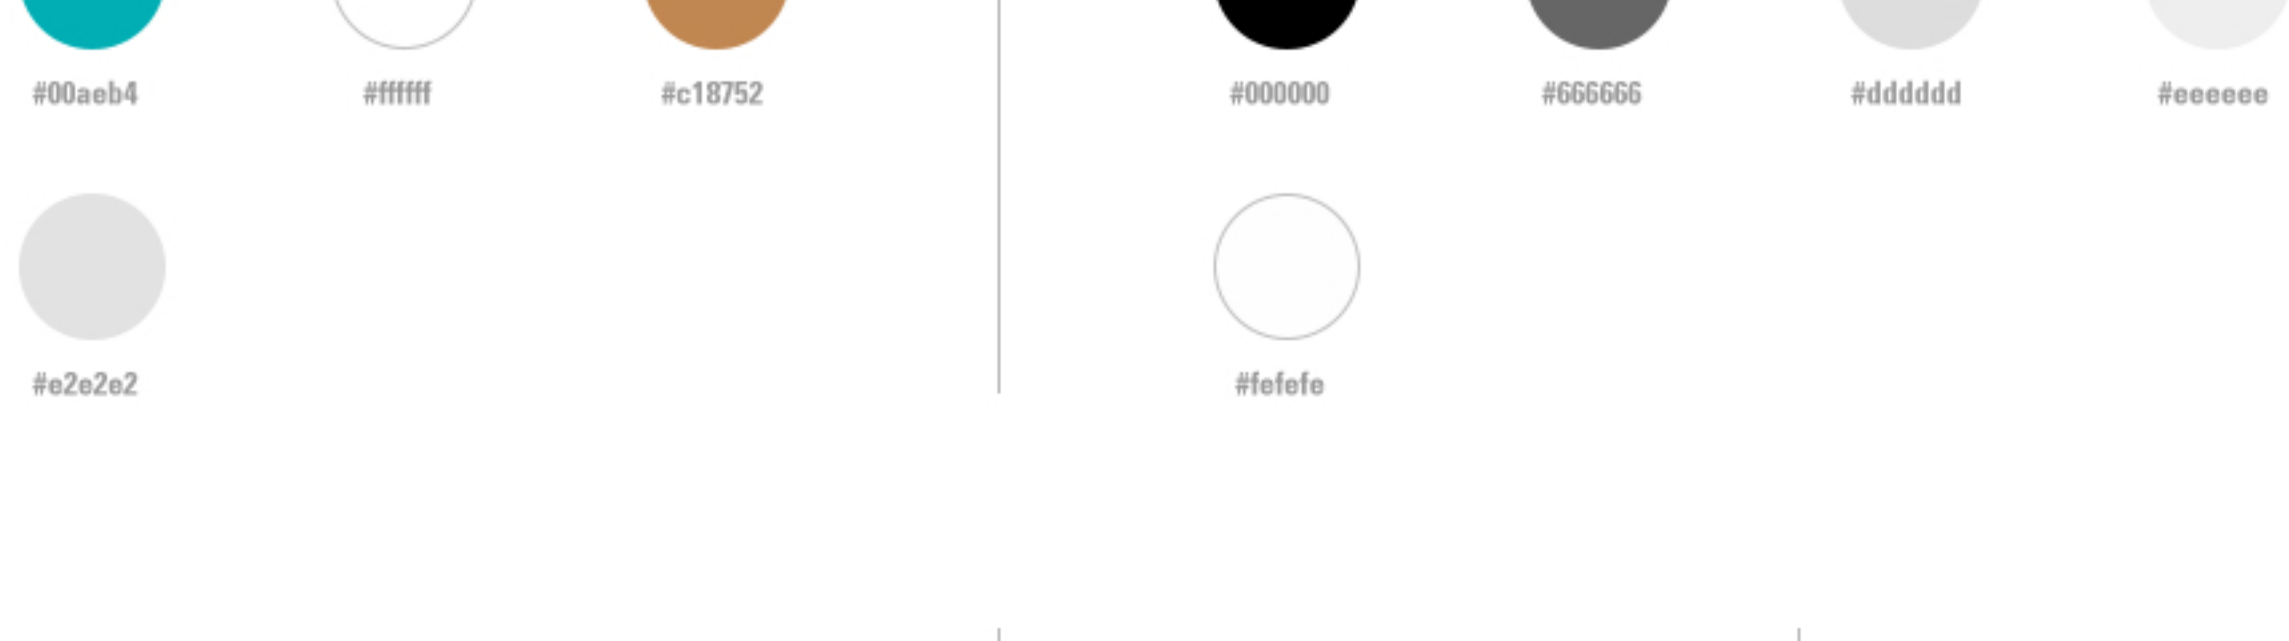 #00aeb4
#ffffff
#c18752
#000000
#666666
#dddddd
#eeeeee
#e2e2e2
#fefefe